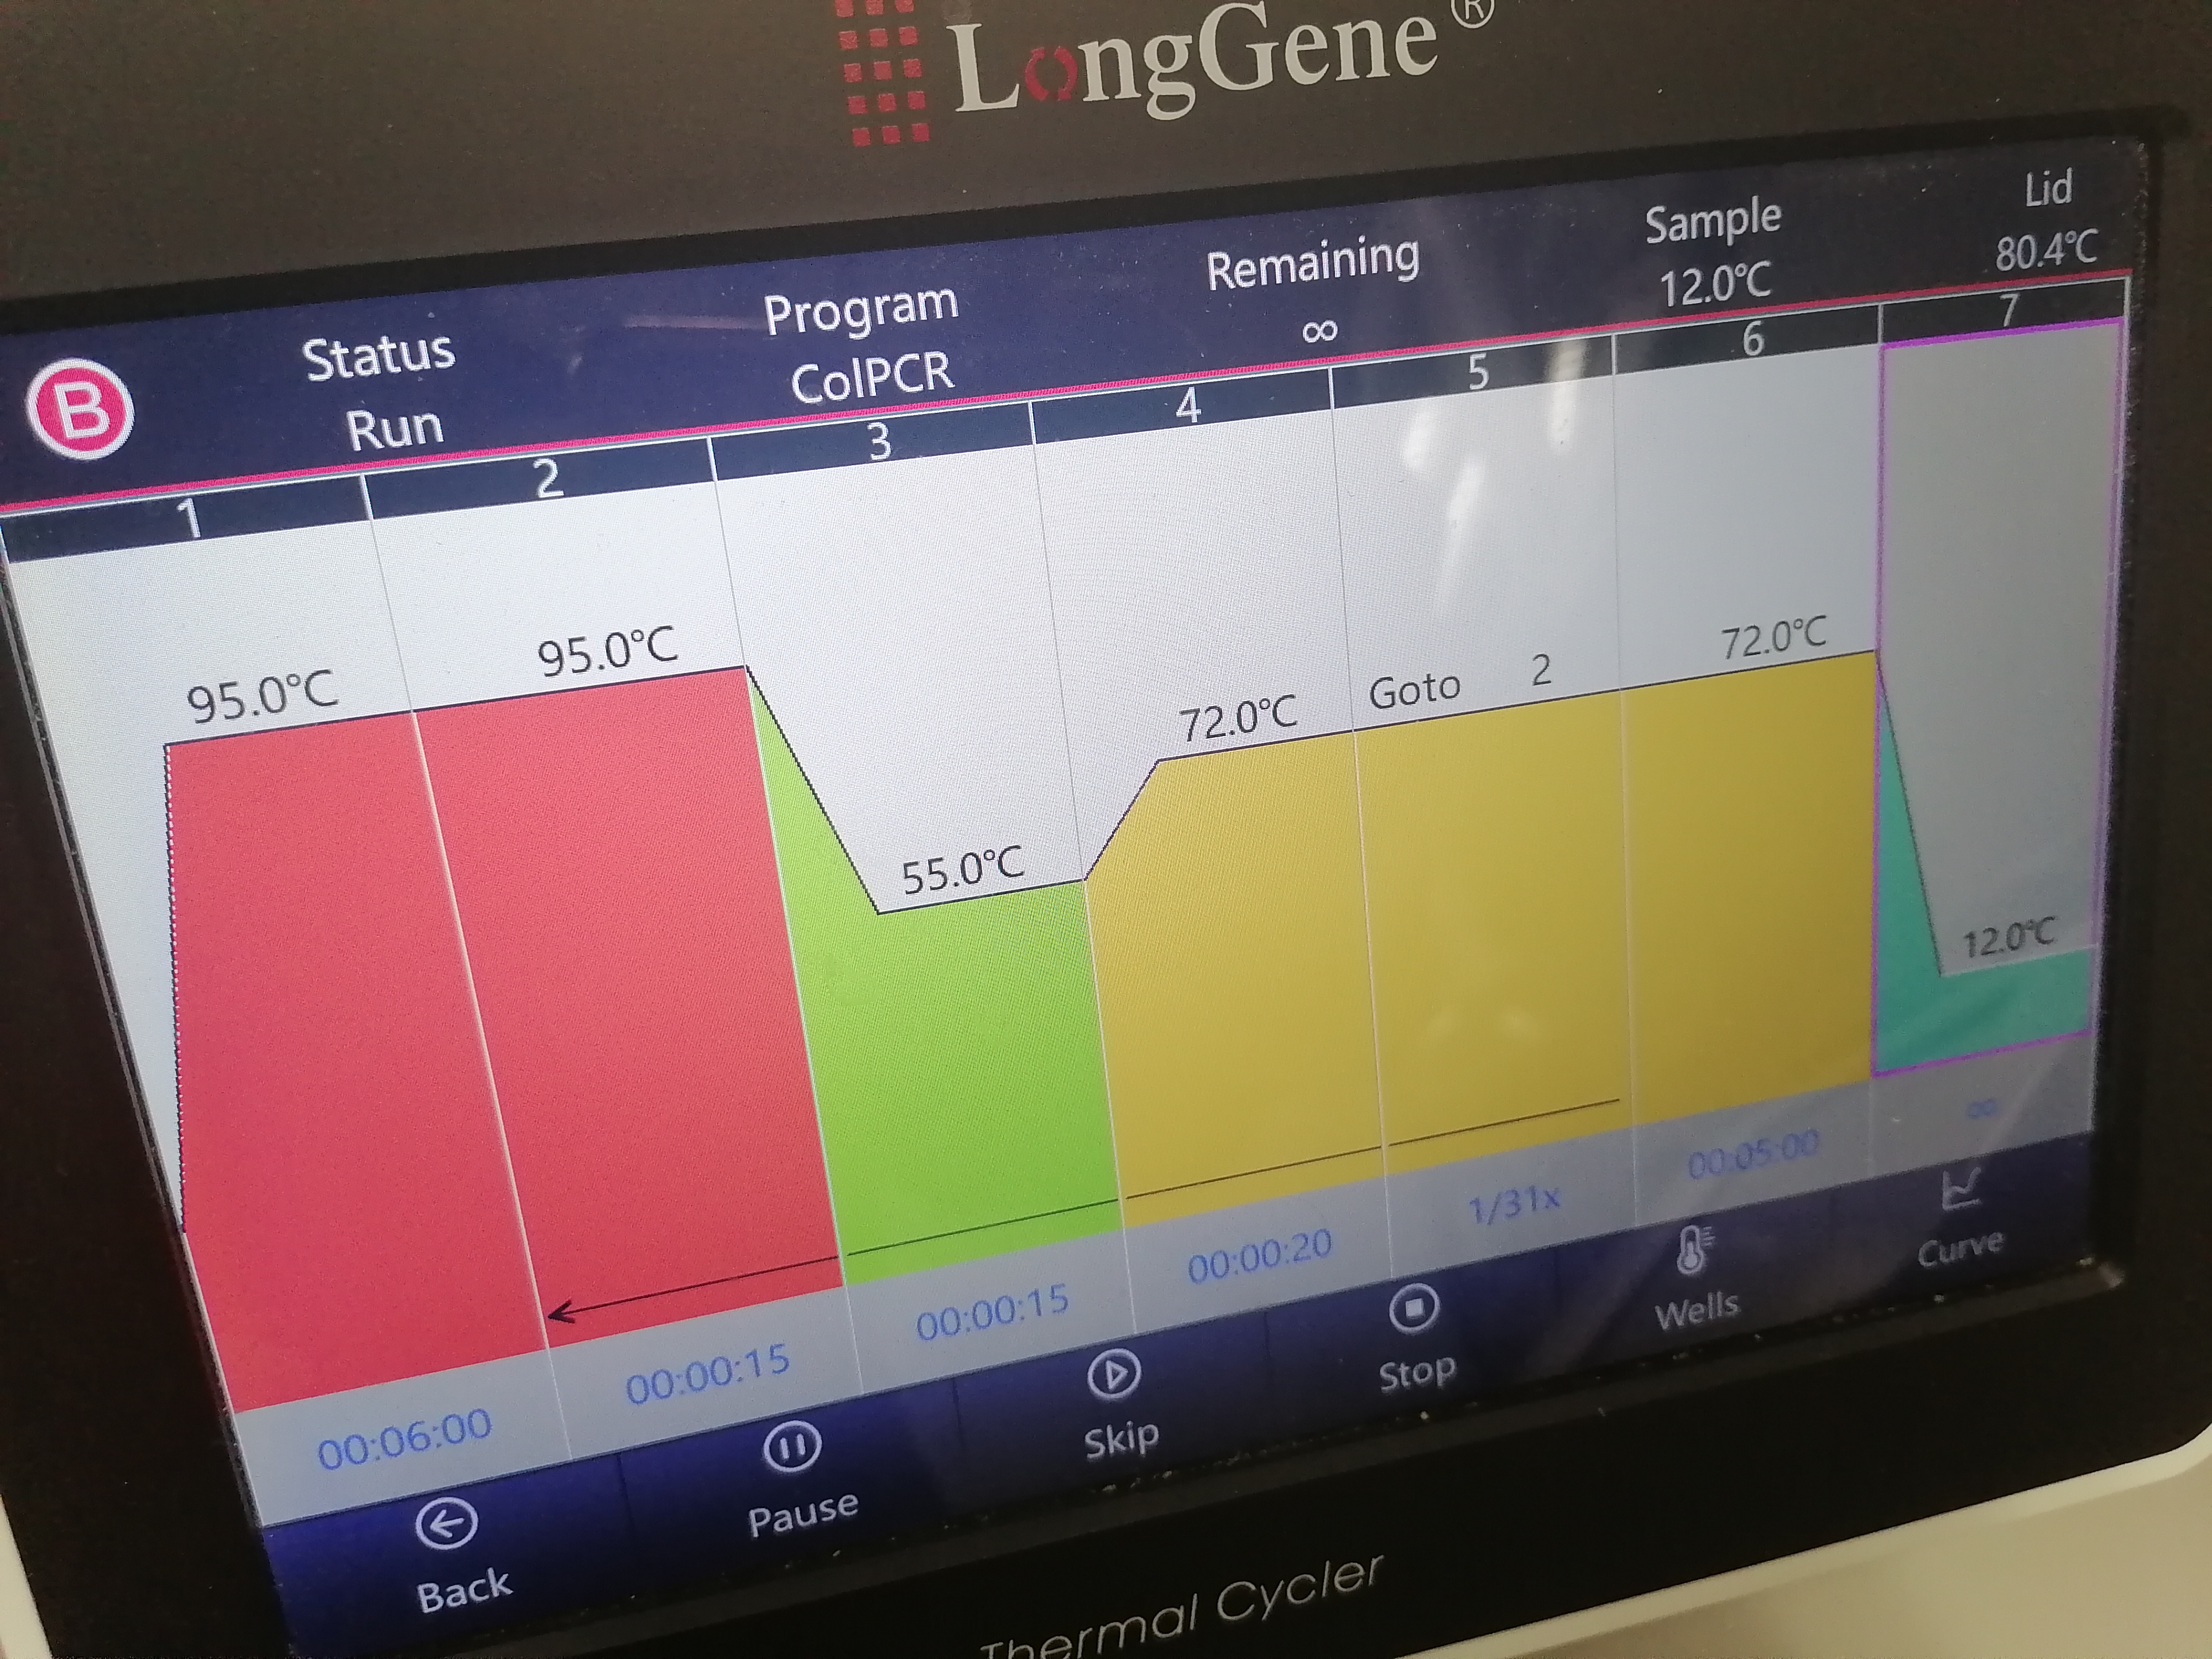 LongGene®
B
Status
Run
Program
ColPCR
Remaining
∞
Sample
12.0℃
Lid
80.4℃
1 2 3 4 5 6 7
95.0℃ 95.0℃ 55.0℃ 72.0℃ Goto 2 72.0℃ 12.0℃
00:06:00 00:00:15 00:00:15 00:00:20 1/31x 00:05:00 ∞
Back Pause Skip Stop Wells Curve
Thermal Cycler